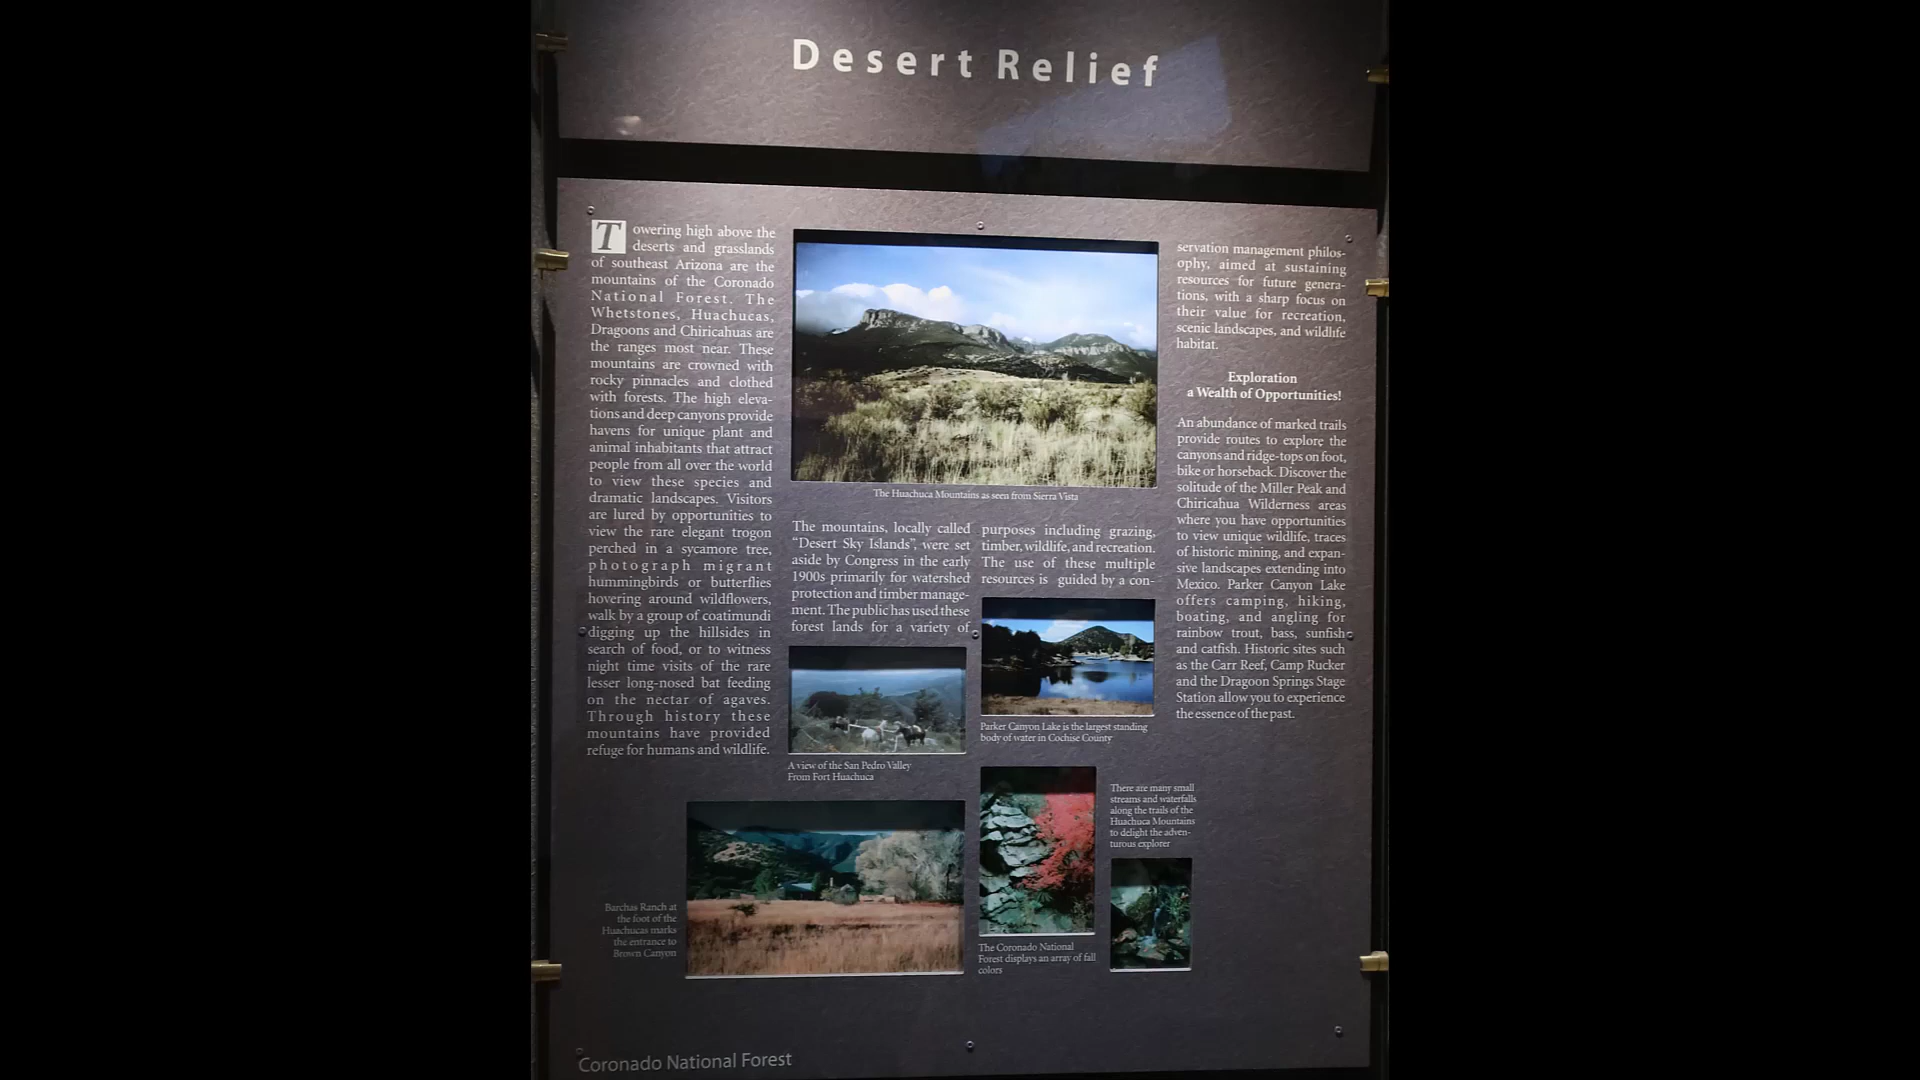 Desert Relief
Towering high above the
deserts and grasslands
of southeast Arizona are the
mountains of the Coronado
National Forest. The
Whetstones, Huachucas,
Dragoons and Chiricahuas are
the ranges most near. These
mountains are crowned with
rocky pinnacles and clothed
with forests. The high eleva-
tions and deep canyons provide
havens for unique plant and
animal inhabitants that attract
people from all over the world
to view these species and
dramatic landscapes. Visitors
are lured by opportunities to
view the rare elegant trogon
perched in a sycamore tree,
photograph migrant
hummingbirds or butterflies
hovering around wildflowers,
walk by a group of coatimundi
digging up the hillsides in
search of food, or to witness
night time visits of the rare
lesser long-nosed bat feeding
on the nectar of agaves.
Through history these
mountains have provided
refuge for humans and wildlife.
The Huachuca Mountains as seen from Sierra Vista
The mountains, locally called
“Desert Sky Islands”, were set
aside by Congress in the early
1900s primarily for watershed
protection and timber manage-
ment. The public has used these
forest lands for a variety of
purposes including grazing,
timber, wildlife, and recreation.
The use of these multiple
resources is guided by a con-
servation management philos-
ophy, aimed at sustaining
resources for future genera-
tions, with a sharp focus on
their value for recreation,
scenic landscapes, and wildlife
habitat.
Exploration
a Wealth of Opportunities!
An abundance of marked trails
provide routes to explore the
canyons and ridge-tops on foot,
bike or horseback. Discover the
solitude of the Miller Peak and
Chiricahua Wilderness areas
where you have opportunities
to view unique wildlife, traces
of historic mining, and expan-
sive landscapes extending into
Mexico. Parker Canyon Lake
offers camping, hiking,
boating, and angling for
rainbow trout, bass, sunfish
and catfish. Historic sites such
as the Carr Reef, Camp Rucker
and the Dragoon Springs Stage
Station allow you to experience
the essence of the past.
A view of the San Pedro Valley
From Fort Huachuca
Parker Canyon Lake is the largest standing
body of water in Cochise County
Barchas Ranch at
the foot of the
Huachucas marks
the entrance to
Brown Canyon
The Coronado National
Forest displays an array of fall
colors
There are many small
streams and waterfalls
along the trails of the
Huachuca Mountains
to delight the adven-
turous explorer
Coronado National Forest